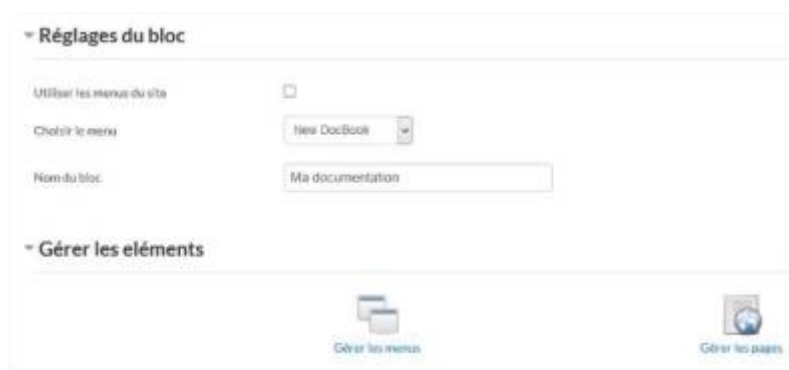 Réglages du bloc
Utiliser les menus du site
Choisir le menu
New DocBook
Nom du bloc
Ma documentation
Gérer les eléments
Gérer les menus
Gérer les pages